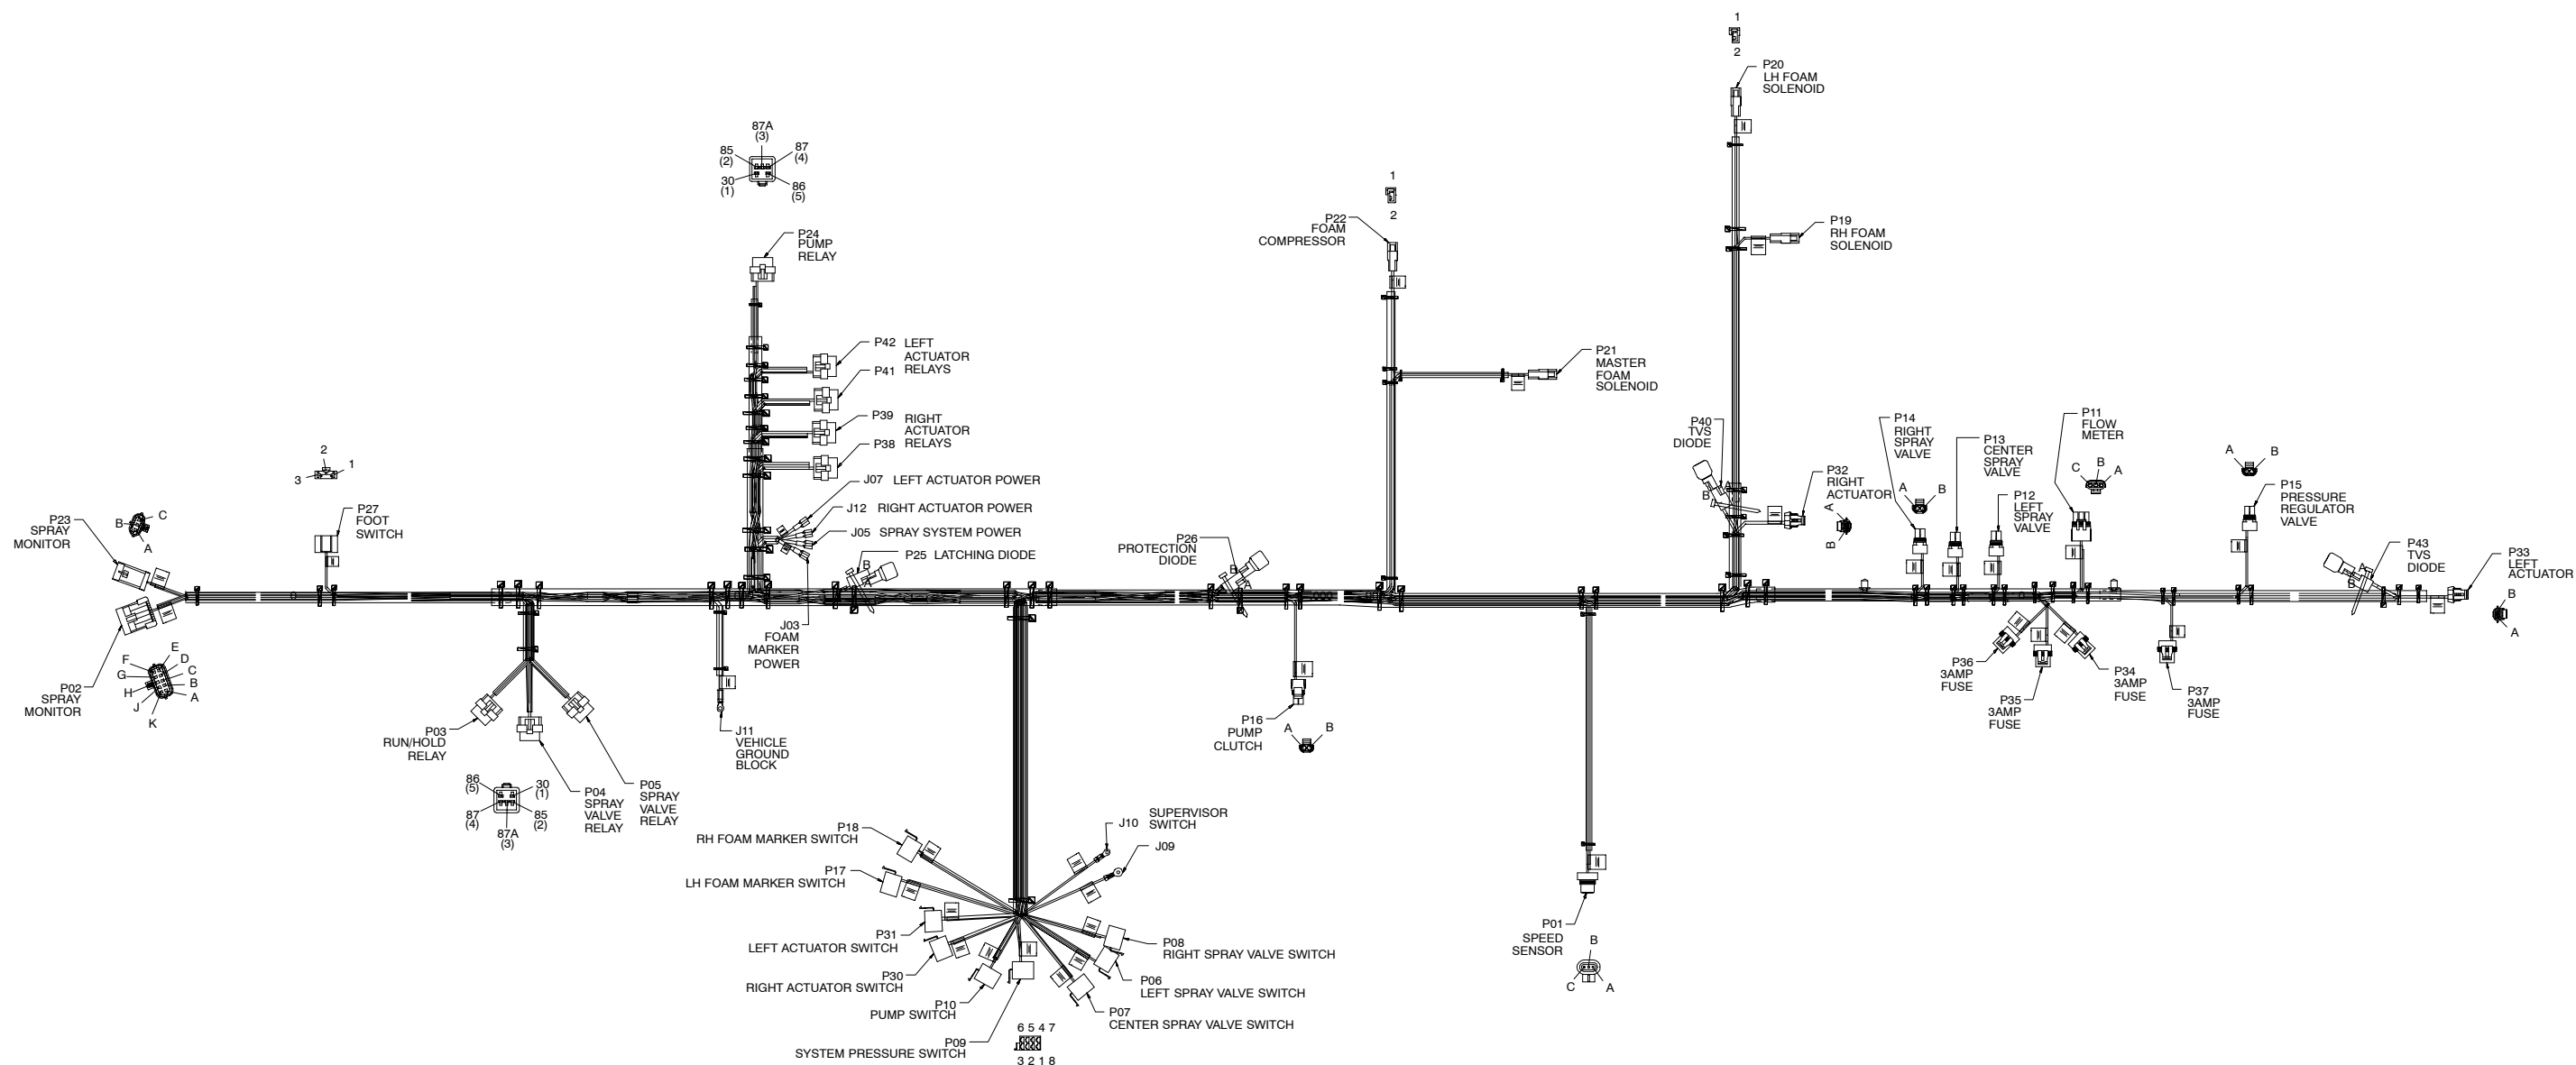 1
2
P20
LH FOAM
SOLENOID
87A
(3)
85
(2)
87
(4)
30
(1)
86
(5)
1
2
P22
FOAM
COMPRESSOR
P19
RH FOAM
SOLENOID
P24
PUMP
RELAY
P42 LEFT
ACTUATOR
RELAYS
P41
P21
MASTER
FOAM
SOLENOID
P39 RIGHT
ACTUATOR
RELAYS
P38
J07 LEFT ACTUATOR POWER
J12 RIGHT ACTUATOR POWER
J05 SPRAY SYSTEM POWER
P25 LATCHING DIODE
B
A
2
1
3
P27
FOOT
SWITCH
P23
SPRAY
MONITOR
B
C
A
P26
PROTECTION
DIODE
B
A
P40
TVS
DIODE
A
B
P32
RIGHT
ACTUATOR
A
B
P14
RIGHT
SPRAY
VALVE
A
B
P13
CENTER
SPRAY
VALVE
P12
LEFT
SPRAY
VALVE
P11
FLOW
METER
C
B
A
A
B
P15
PRESSURE
REGULATOR
VALVE
P43
TVS
DIODE
A
B
P33
LEFT
ACTUATOR
B
A
J03
FOAM
MARKER
POWER
P02
SPRAY
MONITOR
E
F
D
G
C
H
B
J
A
K
P03
RUN/HOLD
RELAY
J11
VEHICLE
GROUND
BLOCK
P16
PUMP
CLUTCH
A
B
P36
3AMP
FUSE
P35
3AMP
FUSE
P34
3AMP
FUSE
P37
3AMP
FUSE
86
(5)
30
(1)
87
(4)
85
(2)
87A
(3)
P04
SPRAY
VALVE
RELAY
P05
SPRAY
VALVE
RELAY
P18
RH FOAM MARKER SWITCH
J10
SUPERVISOR
SWITCH
J09
P17
LH FOAM MARKER SWITCH
P31
LEFT ACTUATOR SWITCH
P30
RIGHT ACTUATOR SWITCH
P10
PUMP SWITCH
P09
SYSTEM PRESSURE SWITCH
P08
RIGHT SPRAY VALVE SWITCH
P06
LEFT SPRAY VALVE SWITCH
P07
CENTER SPRAY VALVE SWITCH
6 5 4 7
3 2 1 8
P01
SPEED
SENSOR
B
C
A